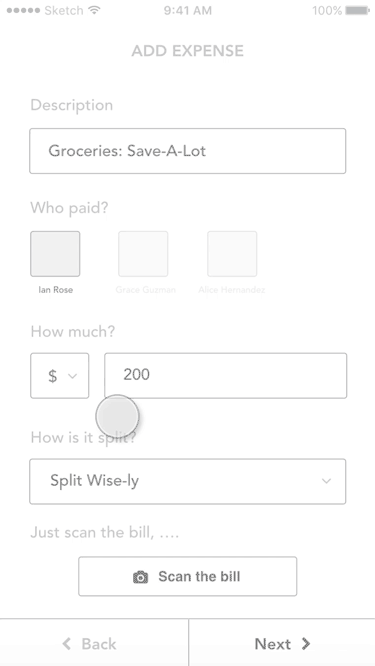 Sketch 9:41 AM 100%
ADD EXPENSE
Description
Groceries: Save-A-Lot
Who paid?
Ian Rose Grace Guzman Alice Hernandez
How much?
$ 200
How is it split?
Split Wise-ly
Just scan the bill, ....
Scan the bill
Back Next